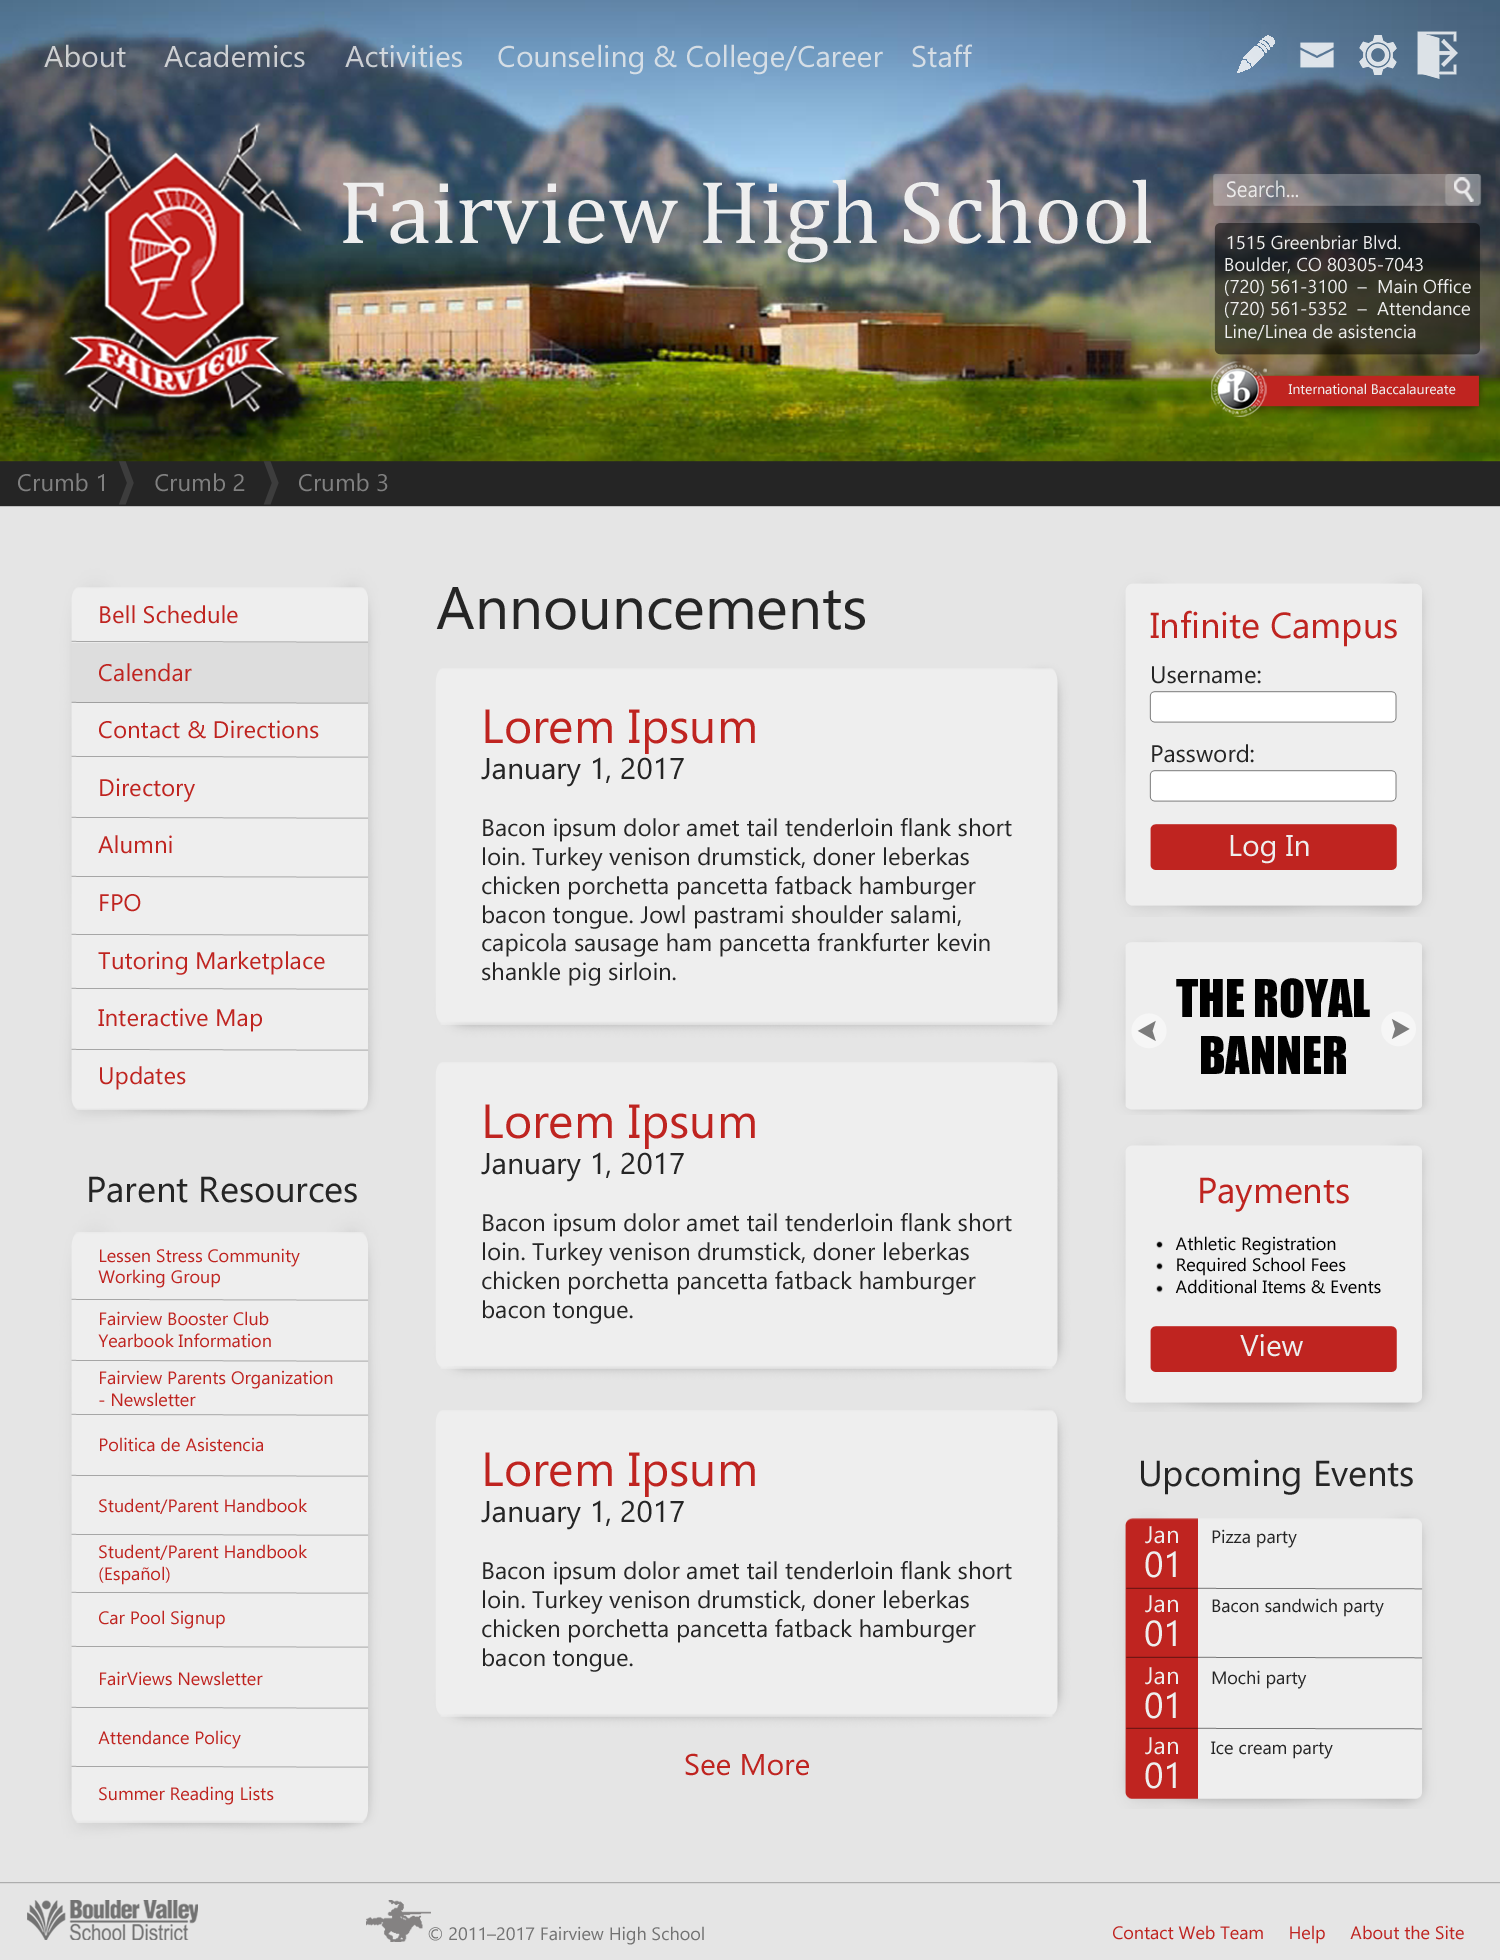 About Academics Activities Counseling & College/Career Staff
Fairview High School
FAIRVIEW
Search...
1515 Greenbriar Blvd.
Boulder, CO 80305-7043
(720) 561-3100 – Main Office
(720) 561-5352 – Attendance
Line/Linea de asistencia
ib
International Baccalaureate
Crumb 1 Crumb 2 Crumb 3
Bell Schedule
Calendar
Contact & Directions
Directory
Alumni
FPO
Tutoring Marketplace
Interactive Map
Updates
Parent Resources
Lessen Stress Community
Working Group
Fairview Booster Club
Yearbook Information
Fairview Parents Organization
- Newsletter
Politica de Asistencia
Student/Parent Handbook
Student/Parent Handbook
(Español)
Car Pool Signup
FairViews Newsletter
Attendance Policy
Summer Reading Lists
Announcements
Lorem Ipsum
January 1, 2017
Bacon ipsum dolor amet tail tenderloin flank short
loin. Turkey venison drumstick, doner leberkas
chicken porchetta pancetta fatback hamburger
bacon tongue. Jowl pastrami shoulder salami,
capicola sausage ham pancetta frankfurter kevin
shankle pig sirloin.
Lorem Ipsum
January 1, 2017
Bacon ipsum dolor amet tail tenderloin flank short
loin. Turkey venison drumstick, doner leberkas
chicken porchetta pancetta fatback hamburger
bacon tongue.
Lorem Ipsum
January 1, 2017
Bacon ipsum dolor amet tail tenderloin flank short
loin. Turkey venison drumstick, doner leberkas
chicken porchetta pancetta fatback hamburger
bacon tongue.
See More
Infinite Campus
Username:
Password:
Log In
THE ROYAL
BANNER
Payments
• Athletic Registration
• Required School Fees
• Additional Items & Events
View
Upcoming Events
Jan
01
Pizza party
Jan
01
Bacon sandwich party
Jan
01
Mochi party
Jan
01
Ice cream party
Boulder Valley
School District
© 2011–2017 Fairview High School
Contact Web Team Help About the Site